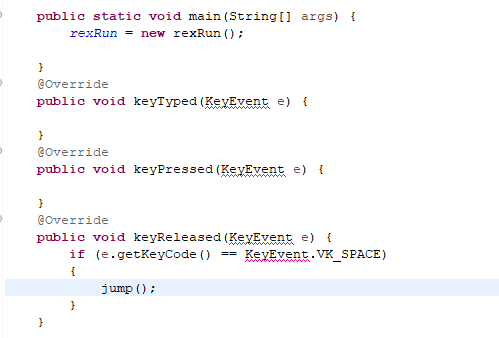 public static void main(String[] args) {
rexRun = new rexRun();
}
@Override
public void keyTyped(KeyEvent e) {
}
@Override
public void keyPressed(KeyEvent e) {
}
@Override
public void keyReleased(KeyEvent e) {
if (e.getKeyCode() == KeyEvent.VK_SPACE)
{
jump();
}
}